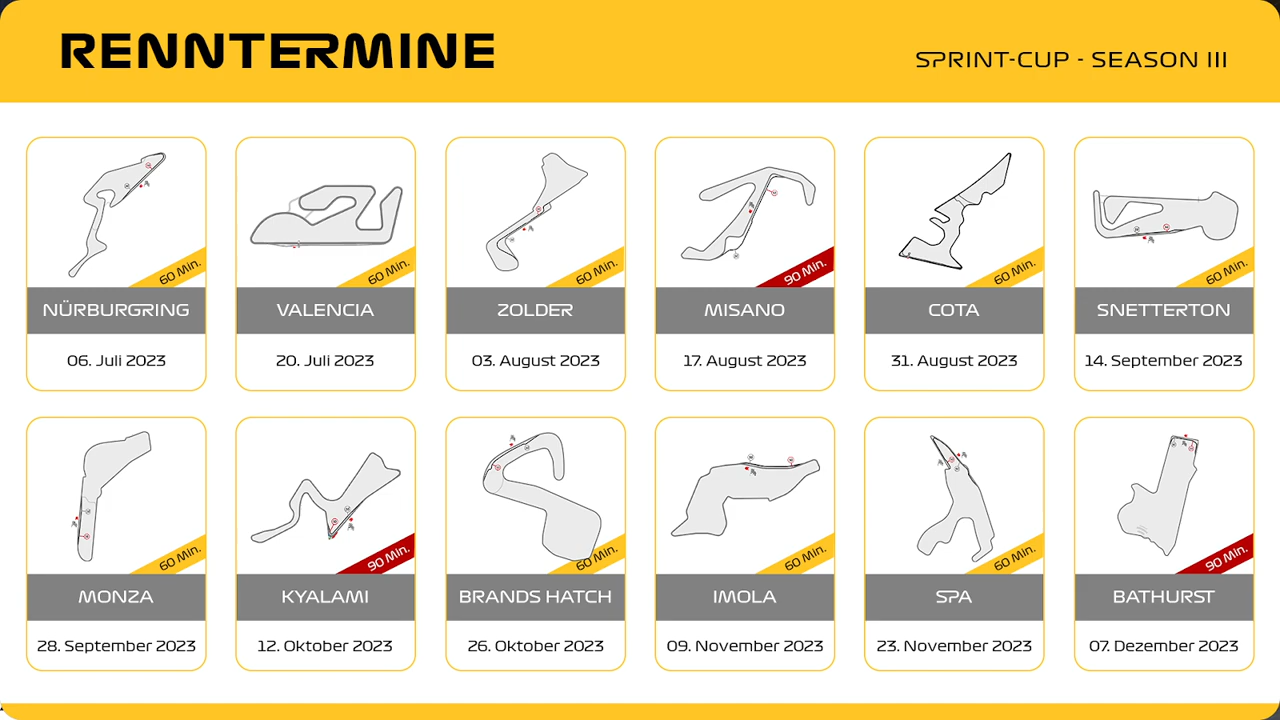 RENNTERMINE
SPRINT-CUP - SEASON III
60 Min.
60 Min.
60 Min.
90 Min.
60 Min.
60 Min.
NÜRBURGRING
VALENCIA
ZOLDER
MISANO
COTA
SNETTERTON
06. Juli 2023
20. Juli 2023
03. August 2023
17. August 2023
31. August 2023
14. September 2023
60 Min.
90 Min.
60 Min.
60 Min.
60 Min.
90 Min.
MONZA
KYALAMI
BRANDS HATCH
IMOLA
SPA
BATHURST
28. September 2023
12. Oktober 2023
26. Oktober 2023
09. November 2023
23. November 2023
07. Dezember 2023